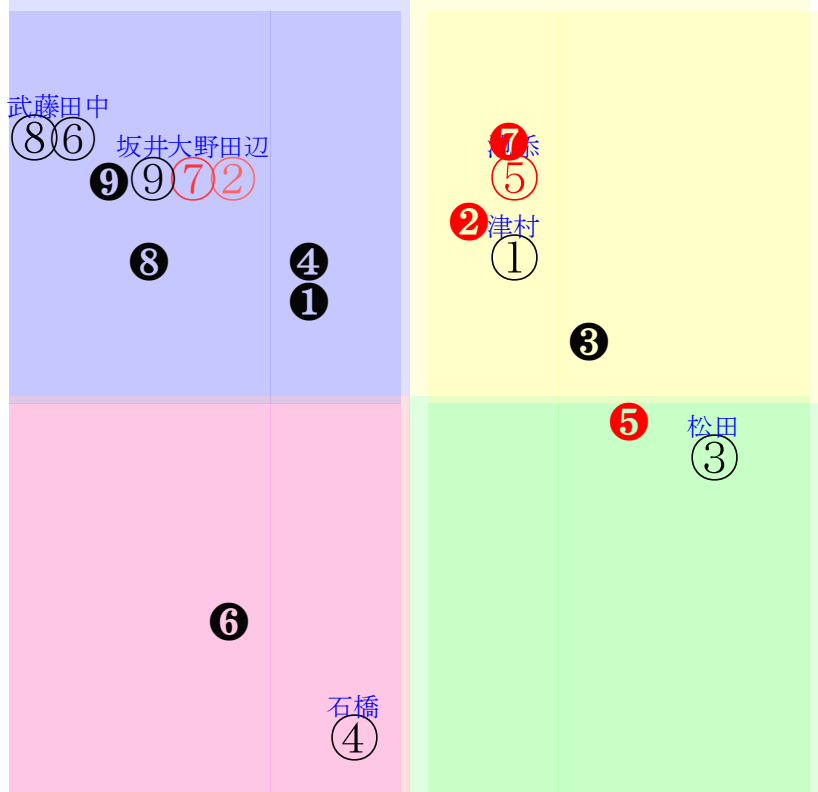 武藤田中
⑧⑥
坂井大野田辺
❾⑨⑦②
❼
⑤
❷
津村
①
❽
❹
❶
❸
❺
松田
③
❻
石橋
④